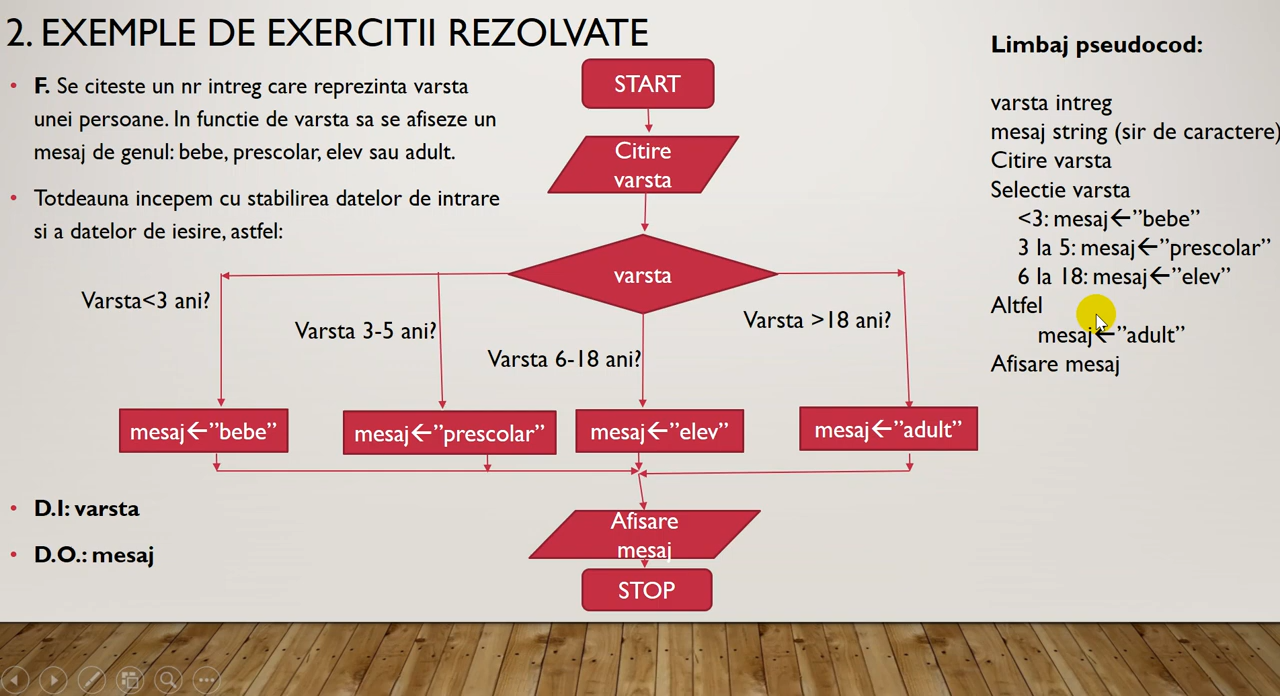 2. EXEMPLE DE EXERCITII REZOLVATE
• F. Se citeste un nr intreg care reprezinta varsta
unei persoane. In functie de varsta sa se afiseze un
mesaj de genul: bebe, prescolar, elev sau adult.
• Totdeauna incepem cu stabilirea datelor de intrare
si a datelor de iesire, astfel:
START
Citire
varsta
varsta
Varsta<3 ani?
Varsta 3-5 ani?
Varsta 6-18 ani?
Varsta >18 ani?
mesaj←”bebe”
mesaj←”prescolar”
mesaj←”elev”
mesaj←”adult”
Afisare
mesaj
STOP
• D.I: varsta
• D.O.: mesaj
Limbaj pseudocod:
varsta intreg
mesaj string (sir de caractere)
Citire varsta
Selectie varsta
<3: mesaj←”bebe”
3 la 5: mesaj←”prescolar”
6 la 18: mesaj←”elev”
Altfel
mesaj←”adult”
Afisare mesaj